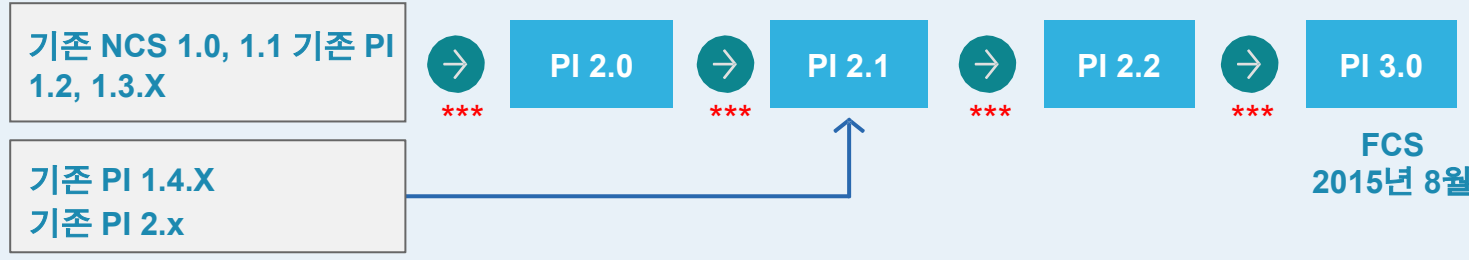 기존 NCS 1.0, 1.1 기존 PI
1.2, 1.3.X
PI 2.0
PI 2.1
PI 2.2
PI 3.0
***
***
***
***
FCS
2015년 8월
기존 PI 1.4.X
기존 PI 2.x